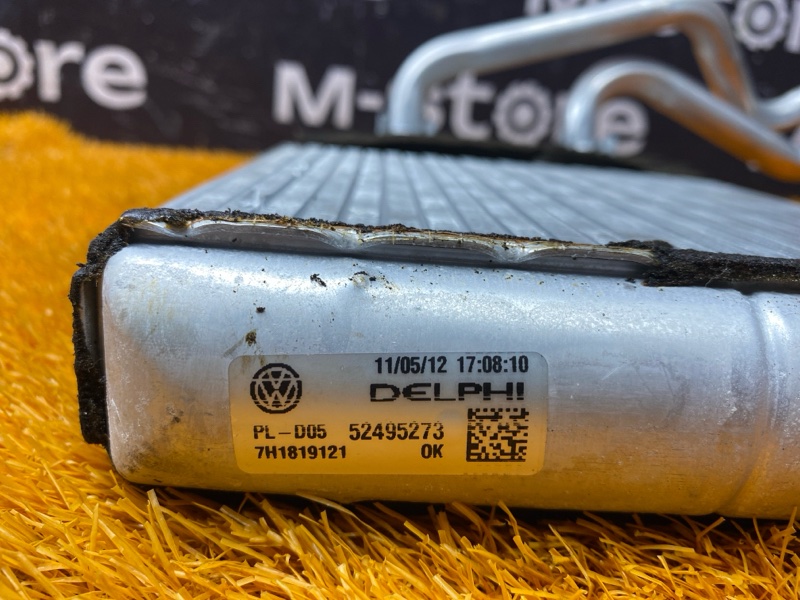 ore
M-store
11/05/12 17:08:10
DELPHI
PL-D05 52495273
7H1819121 OK